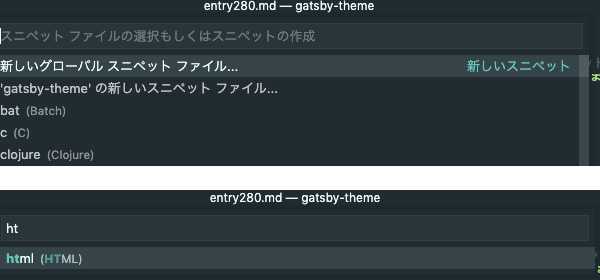 entry280.md — gatsby-theme
スニペット ファイルの選択もしくはスニペットの作成
新しいグローバル スニペット ファイル... 新しいスニペット
'gatsby-theme' の新しいスニペット ファイル...
bat (Batch)
c (C)
clojure (Clojure)
entry280.md — gatsby-theme
ht
html (HTML)